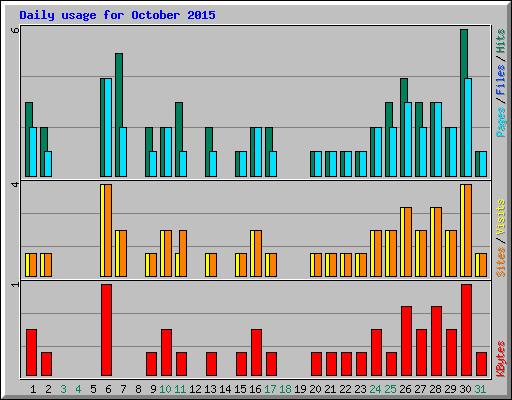 Daily usage for October 2015
6
Pages / Files / Hits
4
Sites / Visits
1
KBytes
1 2 3 4 5 6 7 8 9 10 11 12 13 14 15 16 17 18 19 20 21 22 23 24 25 26 27 28 29 30 31